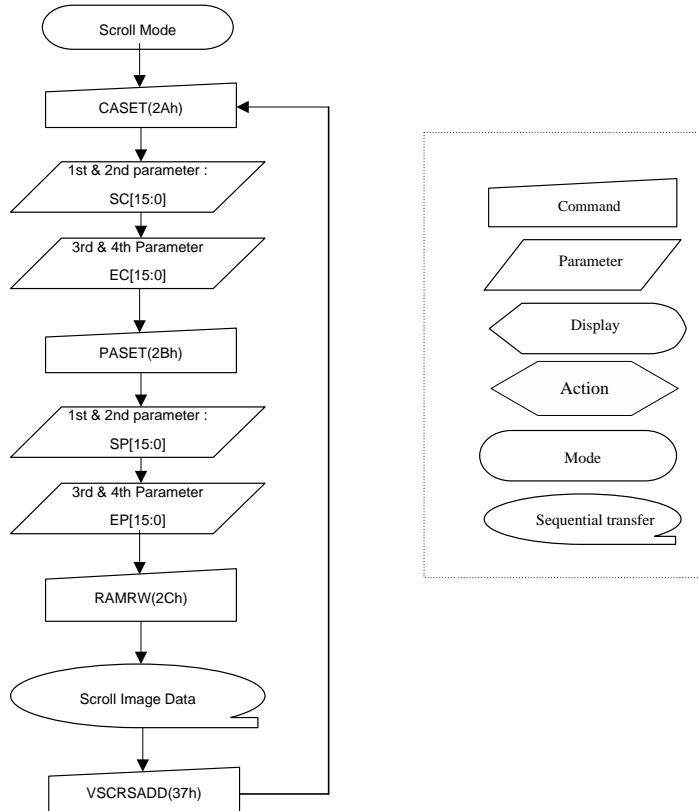 Scroll Mode
CASET(2Ah)
1st & 2nd parameter :
SC[15:0]
3rd & 4th Parameter
EC[15:0]
PASET(2Bh)
1st & 2nd parameter :
SP[15:0]
3rd & 4th Parameter
EP[15:0]
RAMRW(2Ch)
Scroll Image Data
VSCRSADD(37h)
Command
Parameter
Display
Action
Mode
Sequential transfer